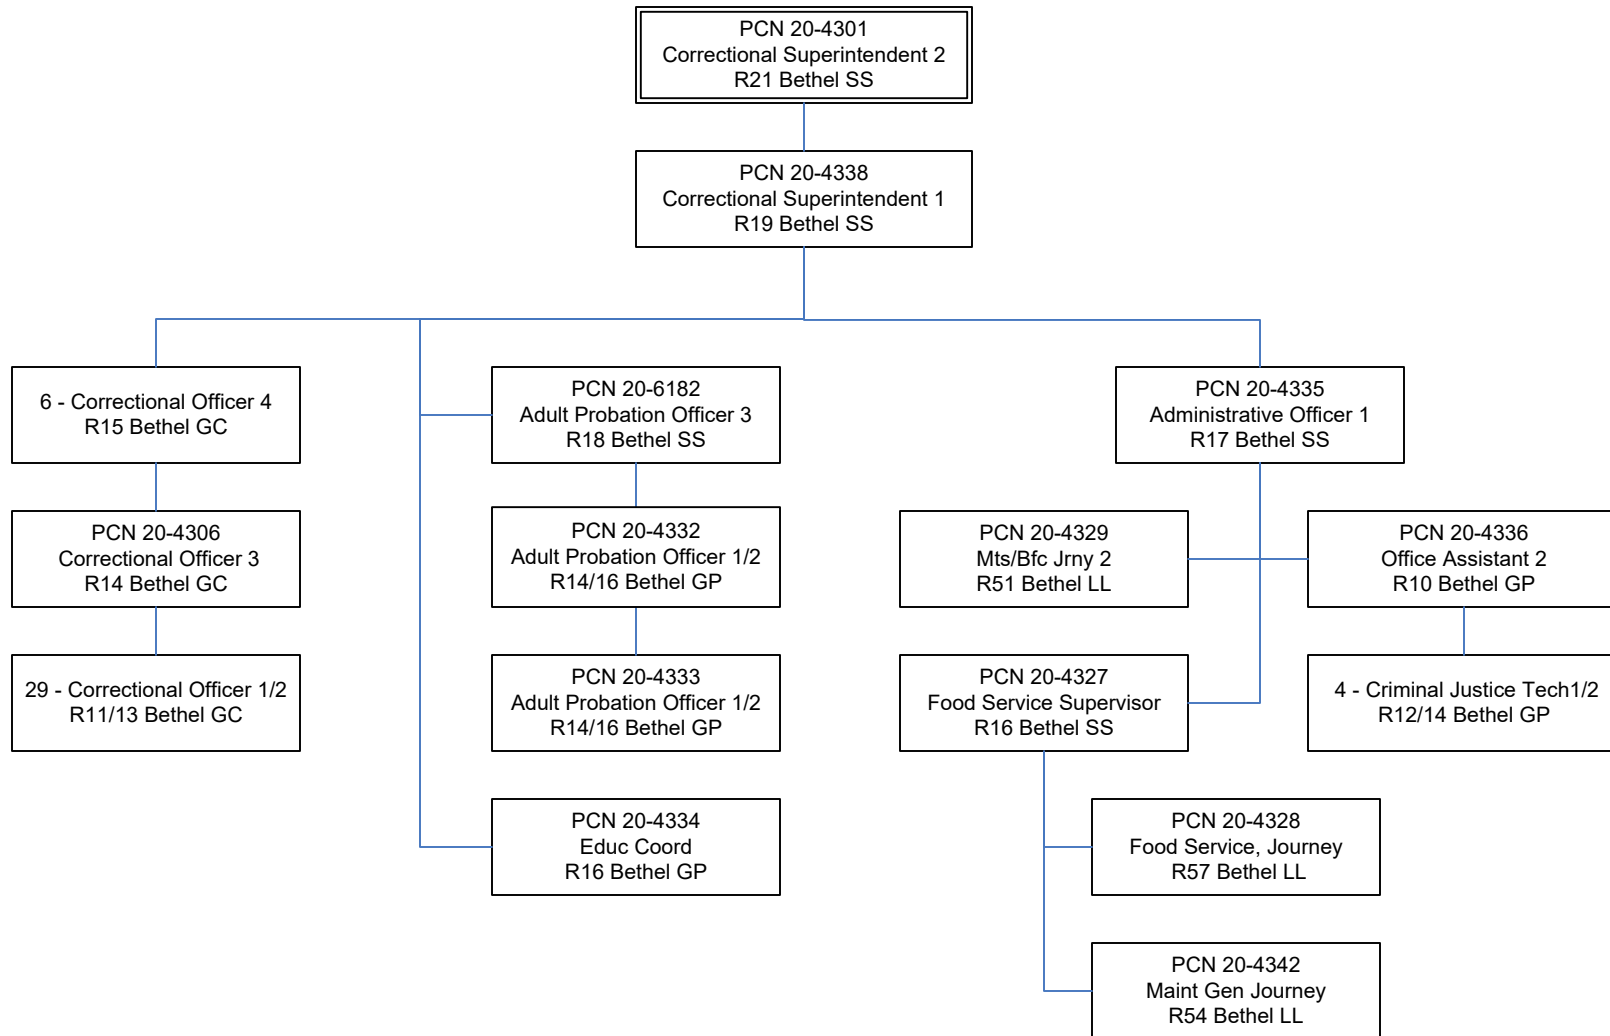 PCN 20-4301
Correctional Superintendent 2
R21 Bethel SS
PCN 20-4338
Correctional Superintendent 1
R19 Bethel SS
6 - Correctional Officer 4
R15 Bethel GC
PCN 20-6182
Adult Probation Officer 3
R18 Bethel SS
PCN 20-4335
Administrative Officer 1
R17 Bethel SS
PCN 20-4306
Correctional Officer 3
R14 Bethel GC
PCN 20-4332
Adult Probation Officer 1/2
R14/16 Bethel GP
PCN 20-4329
Mts/Bfc Jrny 2
R51 Bethel LL
PCN 20-4336
Office Assistant 2
R10 Bethel GP
29 - Correctional Officer 1/2
R11/13 Bethel GC
PCN 20-4333
Adult Probation Officer 1/2
R14/16 Bethel GP
PCN 20-4327
Food Service Supervisor
R16 Bethel SS
4 - Criminal Justice Tech1/2
R12/14 Bethel GP
PCN 20-4334
Educ Coord
R16 Bethel GP
PCN 20-4328
Food Service, Journey
R57 Bethel LL
PCN 20-4342
Maint Gen Journey
R54 Bethel LL